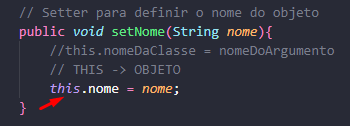 // Setter para definir o nome do objeto
public void setNome(String nome){
//this.nomeDaClasse = nomeDoArgumento
// THIS -> OBJETO
this.nome = nome;
}